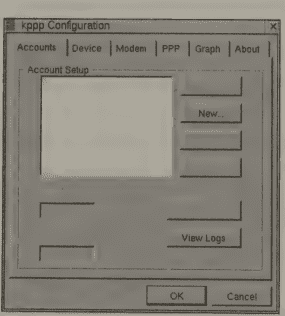 kppp Configuration
Accounts Device Modem PPP Graph About
Account Setup
New...
View Logs
OK Cancel